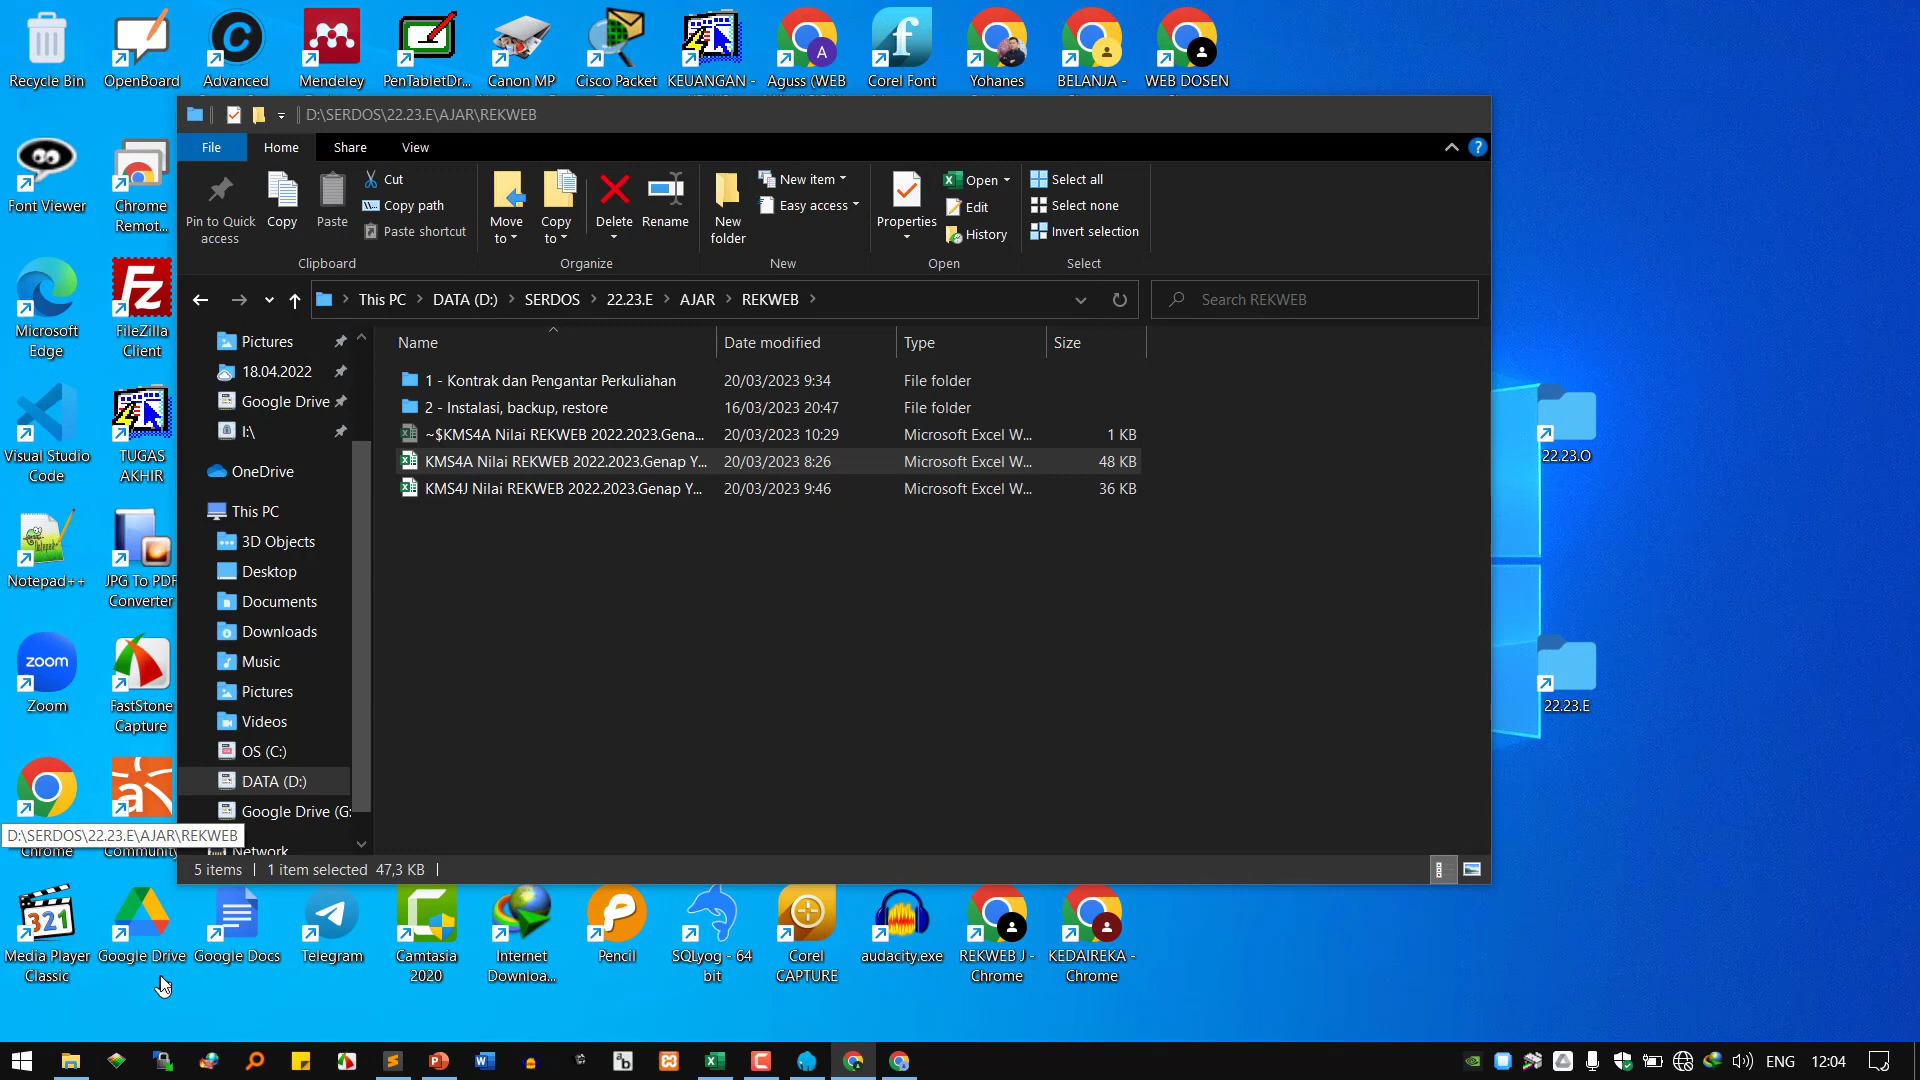 Recycle Bin
OpenBoard
Advanced
Mendeley
PenTabletDr...
Canon MP
Cisco Packet
KEUANGAN -
Aguss (WEB
Corel Font
Yohanes
BELANJA -
WEB DOSEN
D:\SERDOS\22.23.E\AJAR\REKWEB
File
Home
Share
View
Pin to Quick
access
Copy
Paste
Cut
Copy path
Paste shortcut
Clipboard
Move
to
Copy
to
Delete
Rename
Organize
New
folder
New item
Easy access
New
Properties
Open
Edit
History
Open
Select all
Select none
Invert selection
Select
This PC
DATA (D:)
SERDOS
22.23.E
AJAR
REKWEB
Search REKWEB
Name
Date modified
Type
Size
1 - Kontrak dan Pengantar Perkuliahan 20/03/2023 9:34 File folder
2 - Instalasi, backup, restore 16/03/2023 20:47 File folder
~$KMS4A Nilai REKWEB 2022.2023.Gena... 20/03/2023 10:29 Microsoft Excel W... 1 KB
KMS4A Nilai REKWEB 2022.2023.Genap Y... 20/03/2023 8:26 Microsoft Excel W... 48 KB
KMS4J Nilai REKWEB 2022.2023.Genap Y... 20/03/2023 9:46 Microsoft Excel W... 36 KB
Pictures
18.04.2022
Google Drive
I:\
OneDrive
This PC
3D Objects
Desktop
Documents
Downloads
Music
Pictures
Videos
OS (C:)
DATA (D:)
Google Drive (G:
Network
5 items
1 item selected 47,3 KB
Font Viewer
Chrome
Remot...
Microsoft
Edge
FileZilla
Client
Visual Studio
Code
TUGAS
AKHIR
Notepad++
JPG To PDF
Converter
zoom
Zoom
FastStone
Capture
D:\SERDOS\22.23.E\AJAR\REKWEB
Chrome
Community
22.23.O
22.23.E
321
Media Player
Classic
Google Drive
Google Docs
Telegram
Camtasia
2020
Internet
Downloa...
Pencil
SQLyog - 64
bit
Corel
CAPTURE
audacity.exe
REKWEB J -
Chrome
KEDAIREKA -
Chrome
ENG
12:04